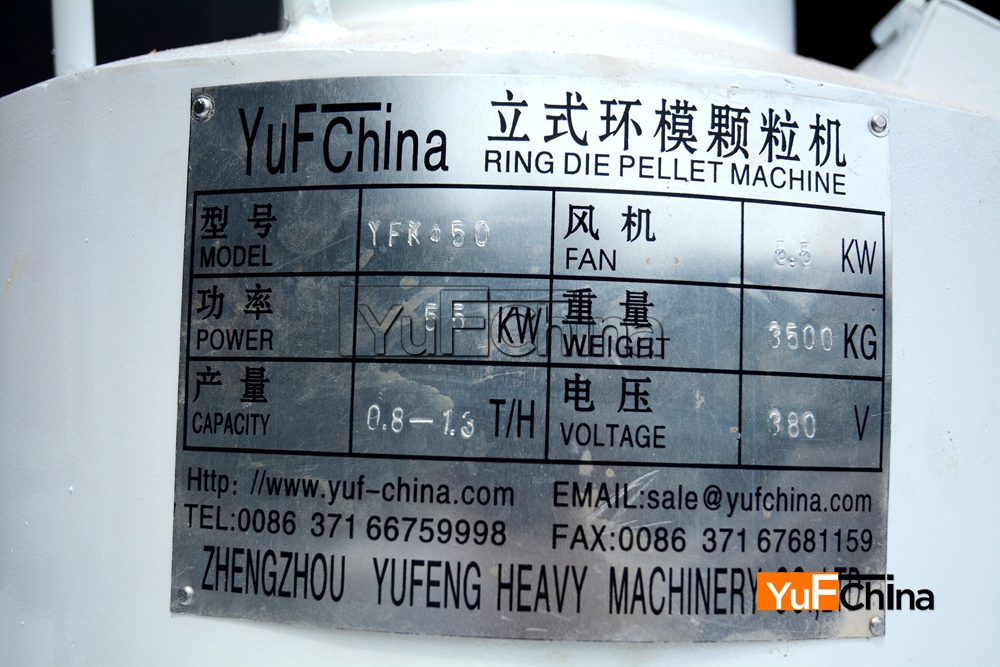 YuFChina 立式环模颗粒机
RING DIE PELLET MACHINE
型号 MODEL YFK450 风机 FAN 5.5 KW
功率 POWER 55 KW 重量 WEIGHT 3500 KG
产量 CAPACITY 0.8-1.3 T/H 电压 VOLTAGE 380 V
YuFChina
Http: //www.yuf-china.com EMAIL:sale@yufchina.com
TEL:0086 371 66759998 FAX:0086 371 67681159
ZHENGZHOU YUFENG HEAVY MACHINERY CO.,LTD
YuFChina